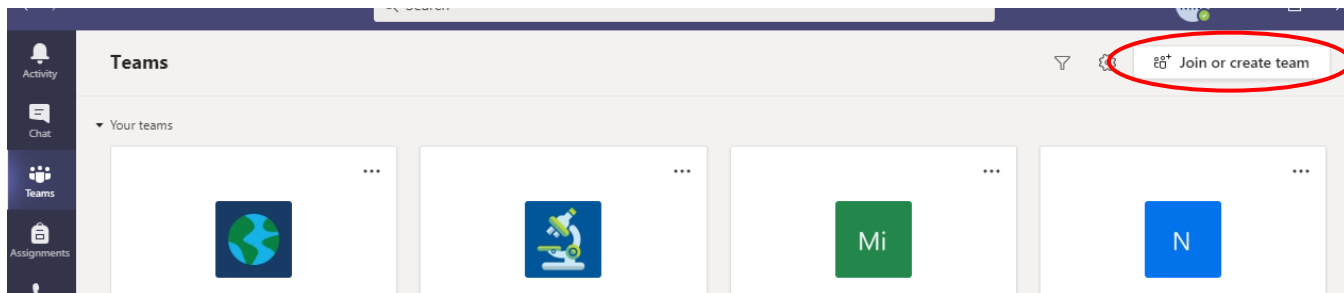 Search
Activity
Teams
Join or create team
Chat
Your teams
Teams
Mi
N
Assignments